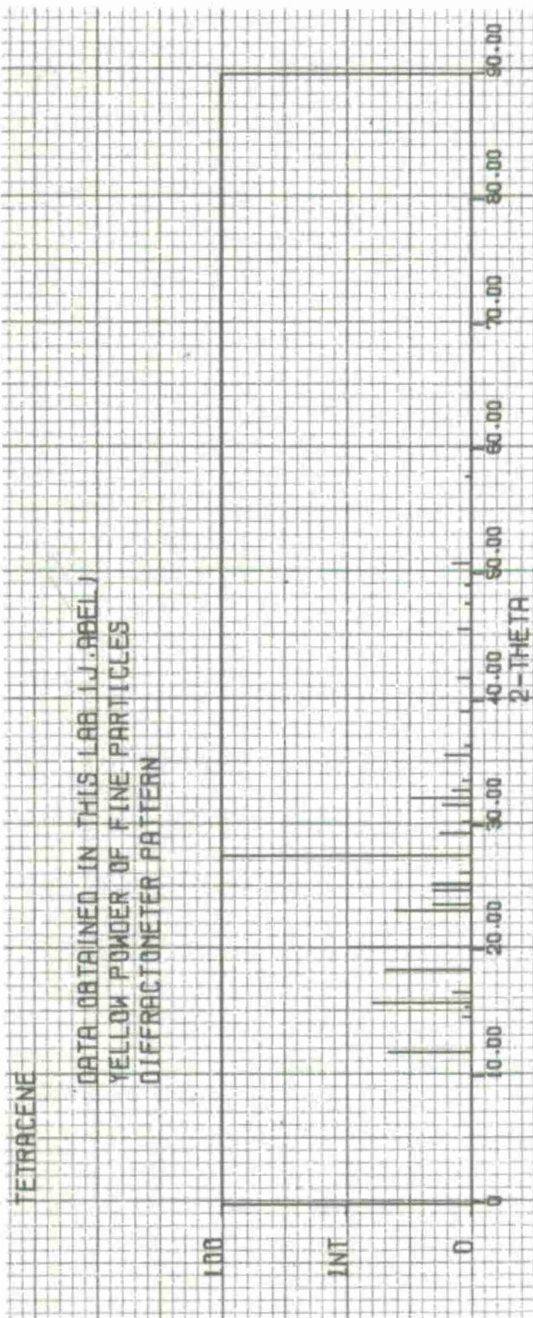 TETRACENE
DATA OBTAINED IN THIS LAB (J.ABEL)
YELLOW POWDER OF FINE PARTICLES
DIFFRACTOMETER PATTERN
100
INT
0
0 10.00 20.00 30.00 40.00 50.00 60.00 70.00 80.00 90.00
2-THETA